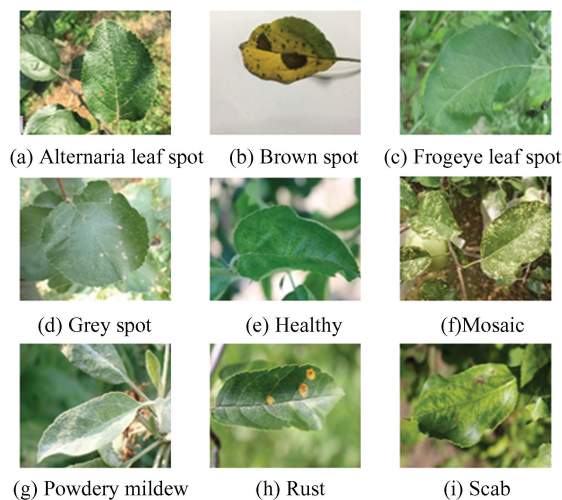 (a) Alternaria leaf spot
(b) Brown spot
(c) Frogeye leaf spot
(d) Grey spot
(e) Healthy
(f)Mosaic
(g) Powdery mildew
(h) Rust
(i) Scab